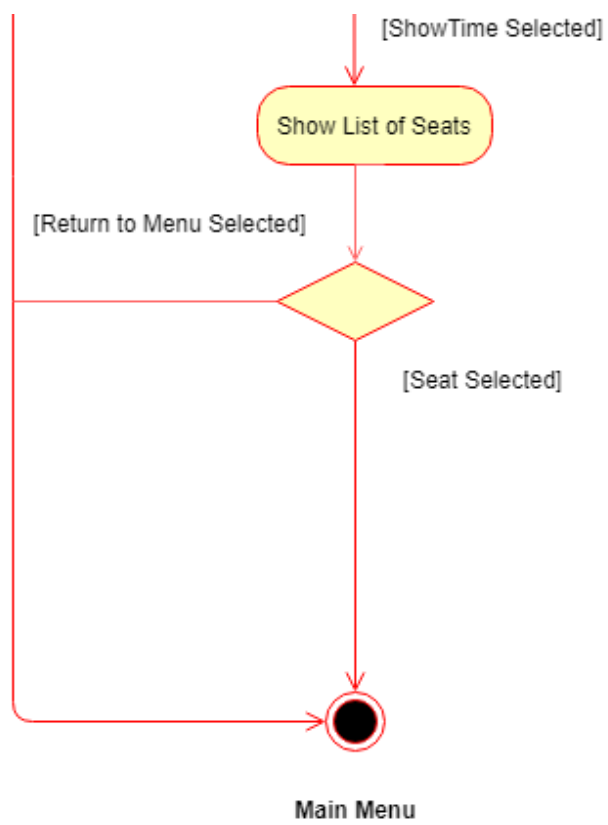 [ShowTime Selected]
Show List of Seats
[Return to Menu Selected]
[Seat Selected]
Main Menu